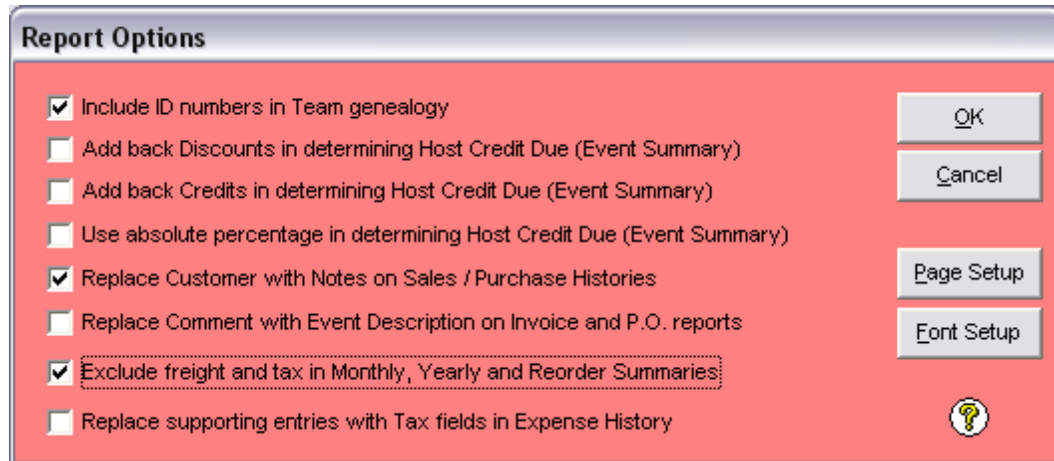 Report Options
Include ID numbers in Team genealogy
Add back Discounts in determining Host Credit Due (Event Summary)
Add back Credits in determining Host Credit Due (Event Summary)
Use absolute percentage in determining Host Credit Due (Event Summary)
Replace Customer with Notes on Sales / Purchase Histories
Replace Comment with Event Description on Invoice and P.O. reports
Exclude freight and tax in Monthly, Yearly and Reorder Summaries
Replace supporting entries with Tax fields in Expense History
OK
Cancel
Page Setup
Font Setup
?